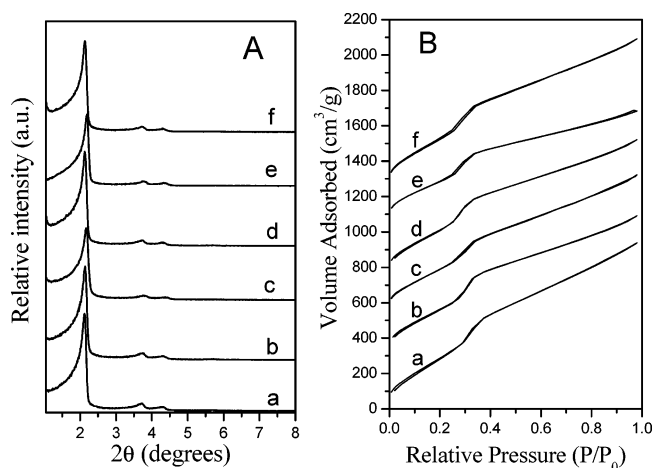 A
Relative intensity (a.u.)
f
e
d
c
b
a
2 3 4 5 6 7 8
2θ (degrees)
B
Volume Adsorbed (cm³/g)
2200
2000
1800
1600
1400
1200
1000
800
600
400
200
0
f
e
d
c
b
a
0.0 0.2 0.4 0.6 0.8 1.0
Relative Pressure (P/P₀)